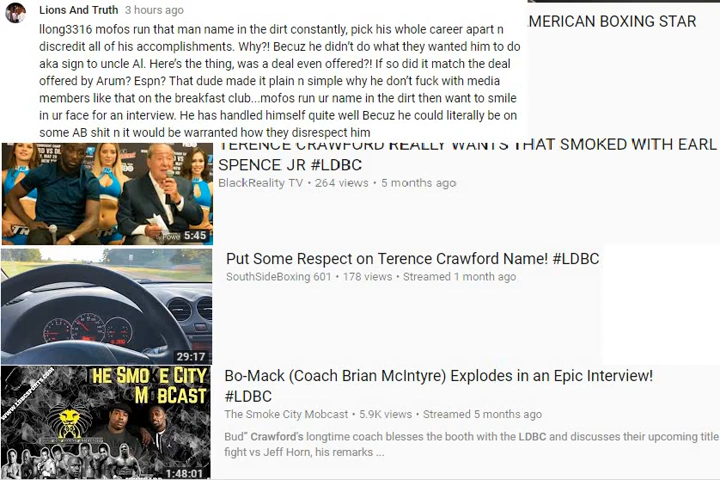 Lions And Truth 3 hours ago
llong3316 mofos run that man name in the dirt constantly, pick his whole career apart n
discredit all of his accomplishments. Why?! Becuz he didn't do what they wanted him to do
aka sign to uncle Al. Here's the thing, was a deal even offered?! If so did it match the deal
offered by Arum? Espn? That dude made it plain n simple why he don't fuck with media
members like that on the breakfast club...mofos run ur name in the dirt then want to smile
in ur face for an interview. He has handled himself quite well Becuz he could literally be on
some AB shit n it would be warranted how they disrespect him
MERICAN BOXING STAR
TERENCE CRAWFORD REALLY WANTS THAT SMOKED WITH EARL
SPENCE JR #LDBC
BlackReality TV • 264 views • 5 months ago
5:45
Put Some Respect on Terence Crawford Name! #LDBC
SouthSideBoxing 601 • 178 views • Streamed 1 month ago
29:17
HE SMO E CITY
M BCAST
1:48:01
Bo-Mack (Coach Brian McIntyre) Explodes in an Epic Interview!
#LDBC
The Smoke City Mobcast • 5.9K views • Streamed 5 months ago
Bud" Crawford's longtime coach blesses the booth with the LDBC and discusses their upcoming title
fight vs Jeff Horn, his remarks ...